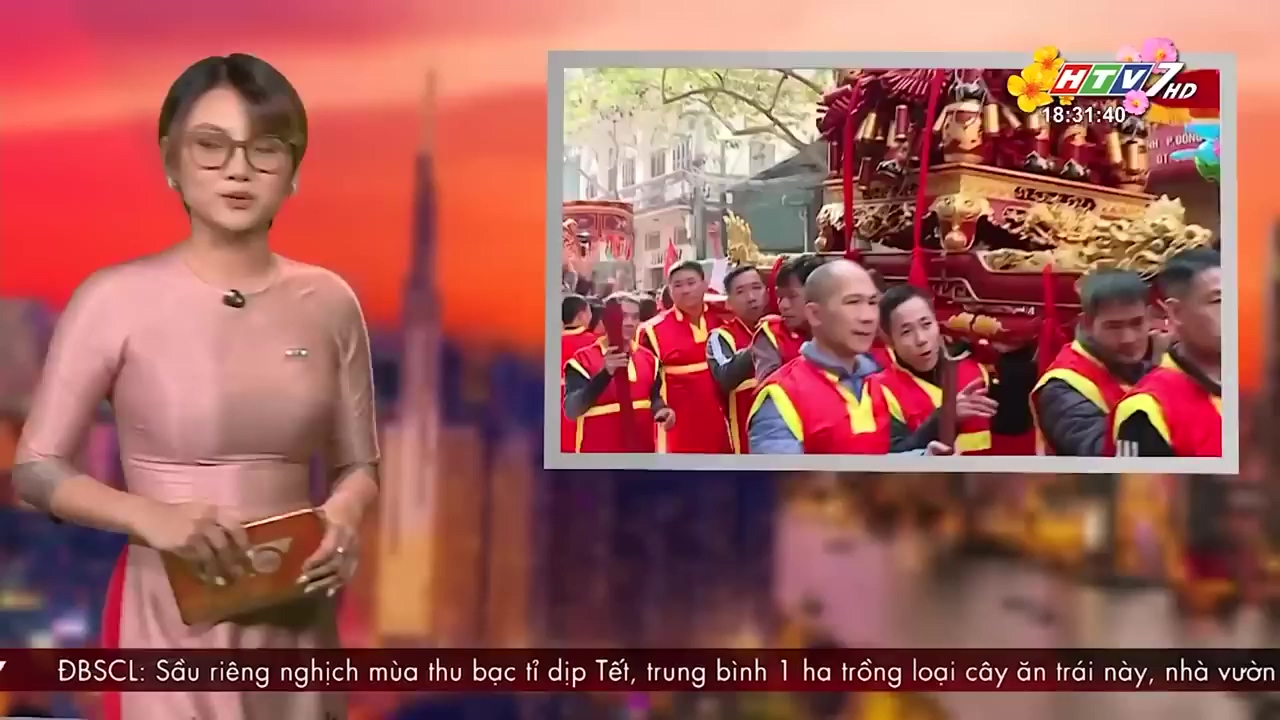 HTV7 HD
18:31:40
ĐBSCL: Sầu riêng nghịch mùa thu bạc tỉ dịp Tết, trung bình 1 ha trồng loại cây ăn trái này, nhà vườn